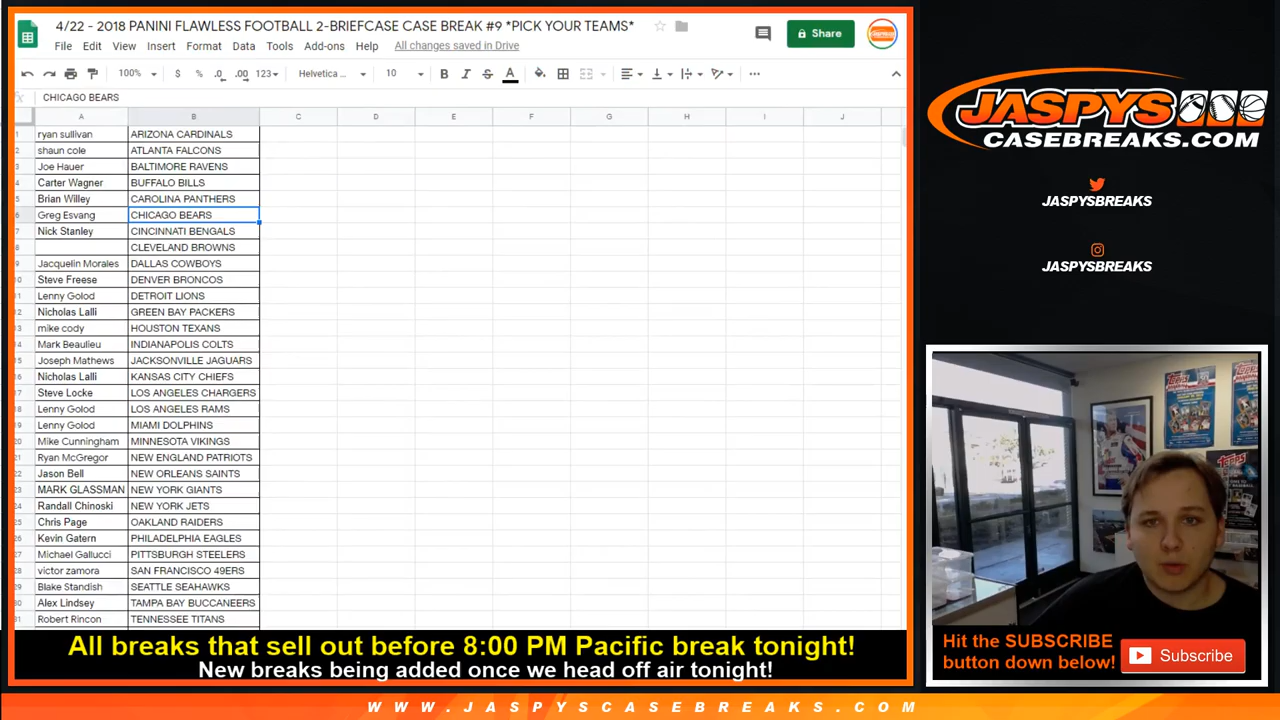 4/22 - 2018 PANINI FLAWLESS FOOTBALL 2-BRIEFCASE CASE BREAK #9 *PICK YOUR TEAMS*
File Edit View Insert Format Data Tools Add-ons Help All changes saved in Drive
Share
100% $ % .0 .00 123 Helvetica ... 10 B I S A
fx CHICAGO BEARS
A B C D E F G H I J
1 ryan sullivan ARIZONA CARDINALS
2 shaun cole ATLANTA FALCONS
3 Joe Hauer BALTIMORE RAVENS
4 Carter Wagner BUFFALO BILLS
5 Brian Willey CAROLINA PANTHERS
6 Greg Esvang CHICAGO BEARS
7 Nick Stanley CINCINNATI BENGALS
8 CLEVELAND BROWNS
9 Jacquelin Morales DALLAS COWBOYS
10 Steve Freese DENVER BRONCOS
11 Lenny Golod DETROIT LIONS
12 Nicholas Lalli GREEN BAY PACKERS
13 mike cody HOUSTON TEXANS
14 Mark Beaulieu INDIANAPOLIS COLTS
15 Joseph Mathews JACKSONVILLE JAGUARS
16 Nicholas Lalli KANSAS CITY CHIEFS
17 Steve Locke LOS ANGELES CHARGERS
18 Lenny Golod LOS ANGELES RAMS
19 Lenny Golod MIAMI DOLPHINS
20 Mike Cunningham MINNESOTA VIKINGS
21 Ryan McGregor NEW ENGLAND PATRIOTS
22 Jason Bell NEW ORLEANS SAINTS
23 MARK GLASSMAN NEW YORK GIANTS
24 Randall Chinoski NEW YORK JETS
25 Chris Page OAKLAND RAIDERS
26 Kevin Gatern PHILADELPHIA EAGLES
27 Michael Gallucci PITTSBURGH STEELERS
28 victor zamora SAN FRANCISCO 49ERS
29 Blake Standish SEATTLE SEAHAWKS
30 Alex Lindsey TAMPA BAY BUCCANEERS
31 Robert Rincon TENNESSEE TITANS
All breaks that sell out before 8:00 PM Pacific break tonight!
New breaks being added once we head off air tonight!
JASPYS
CASEBREAKS.COM
JASPYSBREAKS
JASPYSBREAKS
Topps
Topps
Topps
Hit the SUBSCRIBE
button down below!
Subscribe
WWW.JASPYSCASEBREAKS.COM